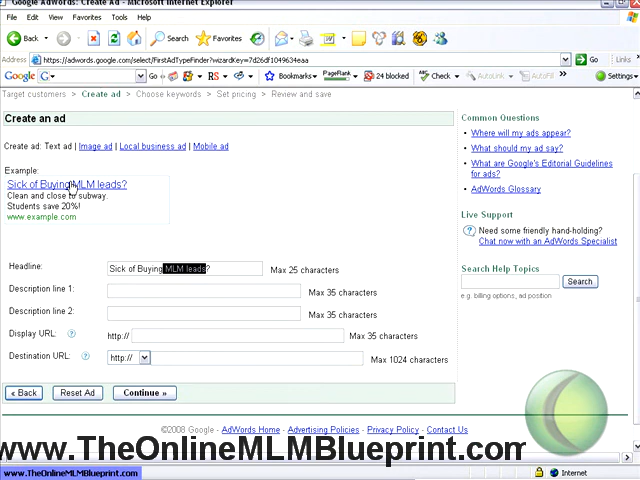 Google AdWords: Create Ad - Microsoft Internet Explorer
File Edit View Favorites Tools Help
Back Search Favorites
Address https://adwords.google.com/select/FirstAdTypeFinder?wizardKey=7d26df1049634eaa Go Links
Google Go Bookmarks PageRank 24 blocked Check AutoLink AutoFill Settings
Target customers > Create ad > Choose keywords > Set pricing > Review and save
Create an ad
Create ad: Text ad | Image ad | Local business ad | Mobile ad
Example:
Sick of Buying MLM leads?
Clean and close to subway.
Students save 20%!
www.example.com
Headline: Sick of Buying MLM leads? Max 25 characters
Description line 1: Max 35 characters
Description line 2: Max 35 characters
Display URL: ? http:// Max 35 characters
Destination URL: ? http:// Max 1024 characters
« Back Reset Ad Continue »
Common Questions
Where will my ads appear?
What should my ad say?
What are Google's Editorial Guidelines
for ads?
AdWords Glossary
Live Support
Need some friendly hand-holding?
Chat now with an AdWords Specialist
Search Help Topics
Search
e.g. billing options, ad position
©2008 Google - AdWords Home - Advertising Policies - Privacy Policy - Contact Us
www.TheOnlineMLMBlueprint.com
www.TheOnlineMLMBlueprint.com Internet